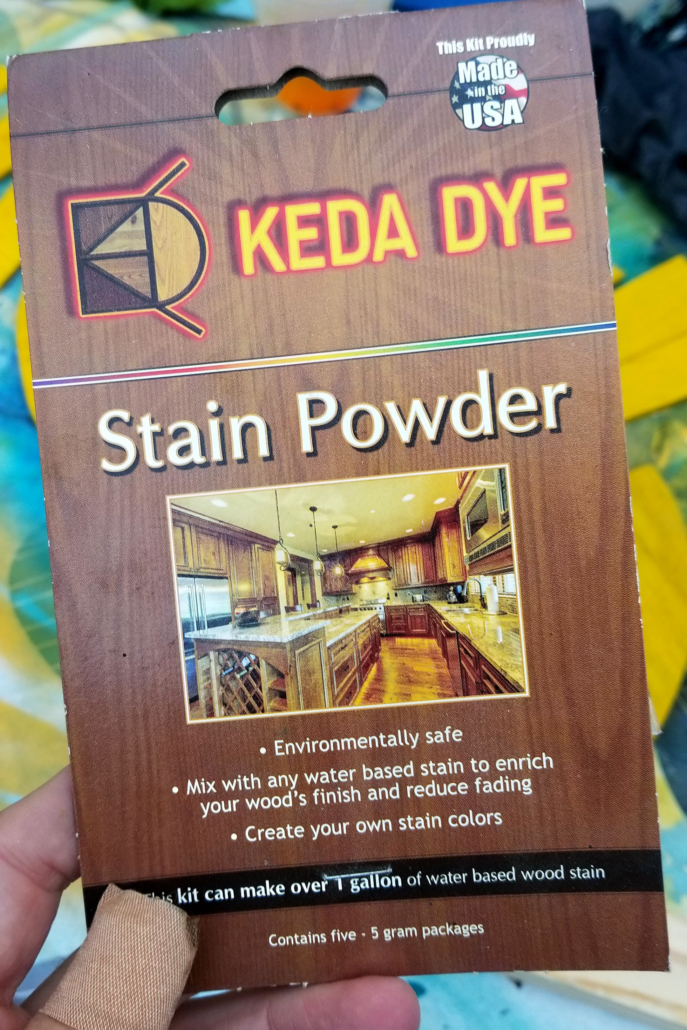 This Kit Proudly
Made
in the
USA
KEDA DYE
Stain Powder
• Environmentally safe
• Mix with any water based stain to enrich
your wood's finish and reduce fading
• Create your own stain colors
This kit can make over 1 gallon of water based wood stain
Contains five - 5 gram packages